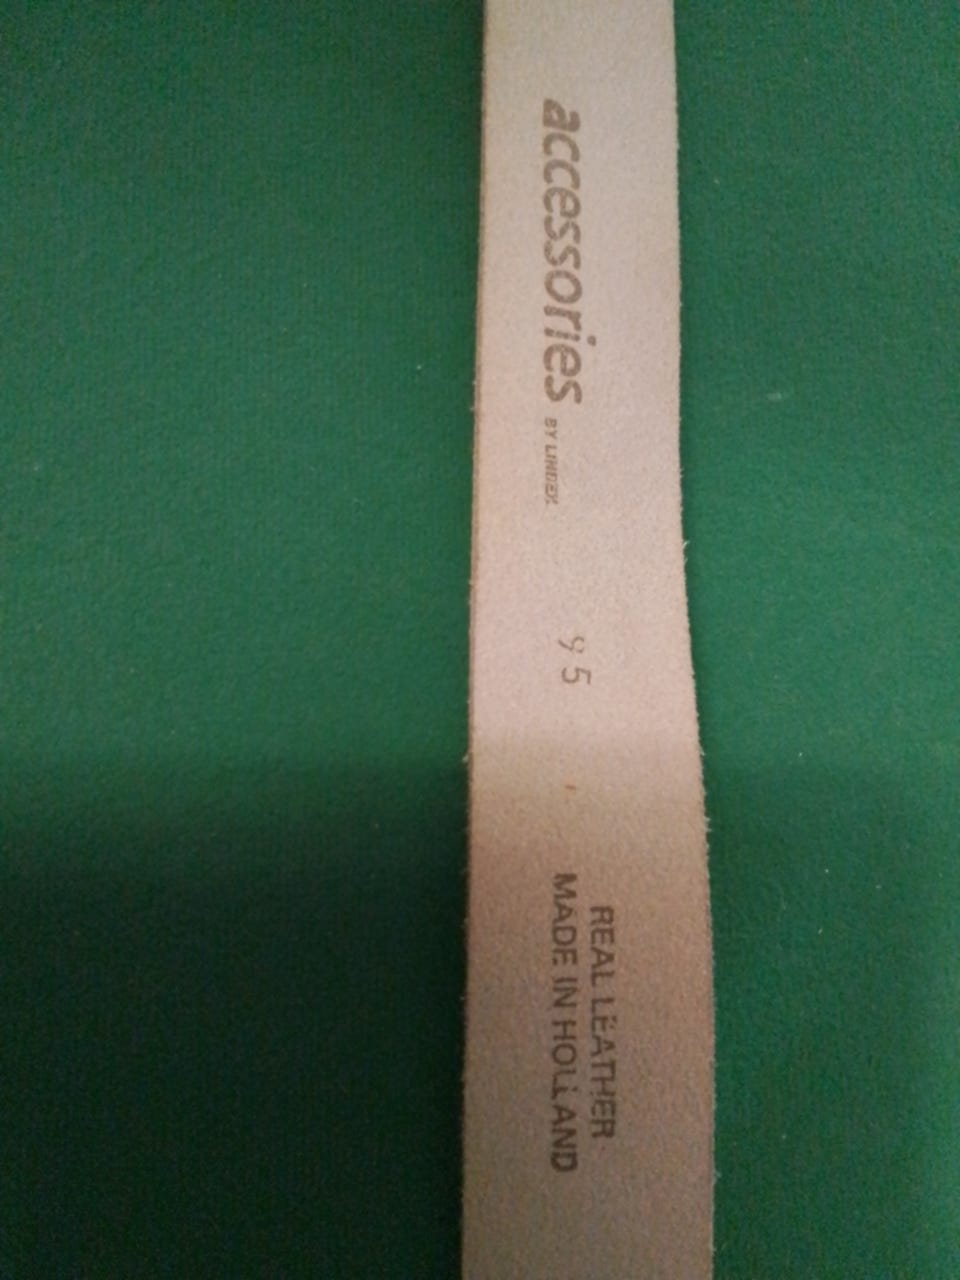 accessories BY LINDEX
95
REAL LEATHER
MADE IN HOLLAND